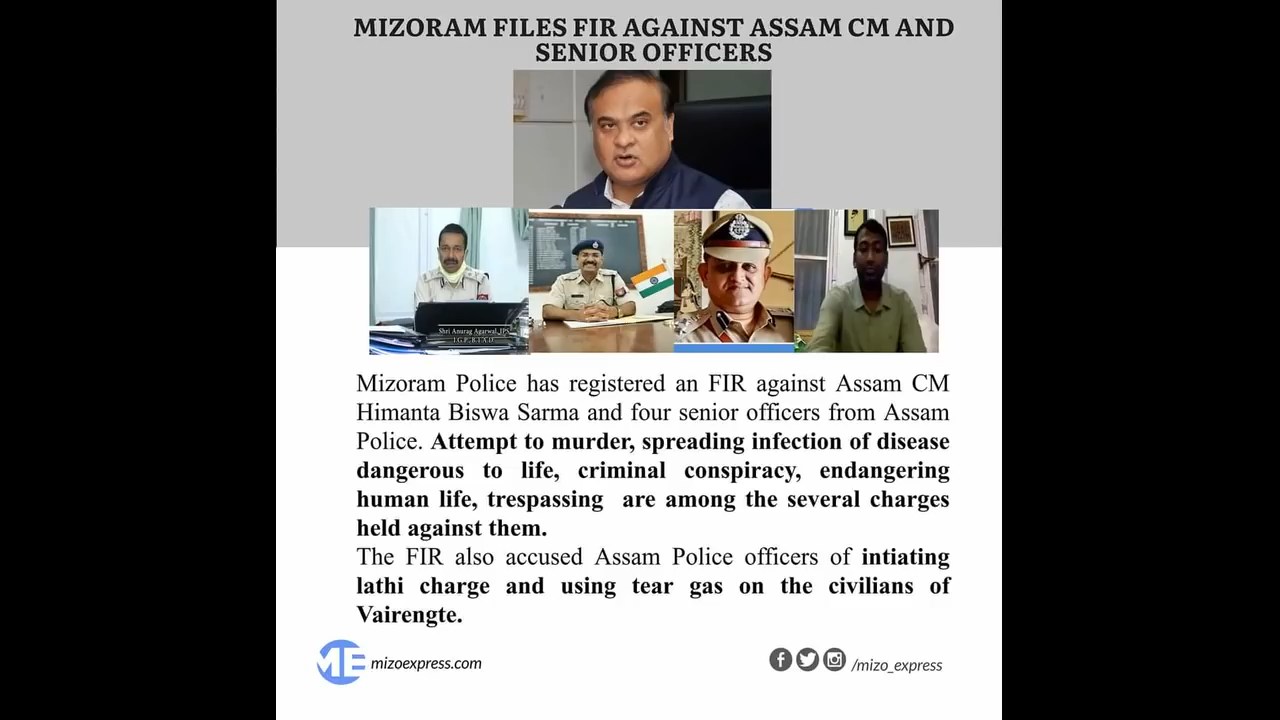 MIZORAM FILES FIR AGAINST ASSAM CM AND
SENIOR OFFICERS
Shri Anurag Agarwal, IPS
I.G.P., B.T.A.D
Mizoram Police has registered an FIR against Assam CM
Himanta Biswa Sarma and four senior officers from Assam
Police. Attempt to murder, spreading infection of disease
dangerous to life, criminal conspiracy, endangering
human life, trespassing are among the several charges
held against them.
The FIR also accused Assam Police officers of intiating
lathi charge and using tear gas on the civilians of
Vairengte.
ME mizoexpress.com
/mizo_express